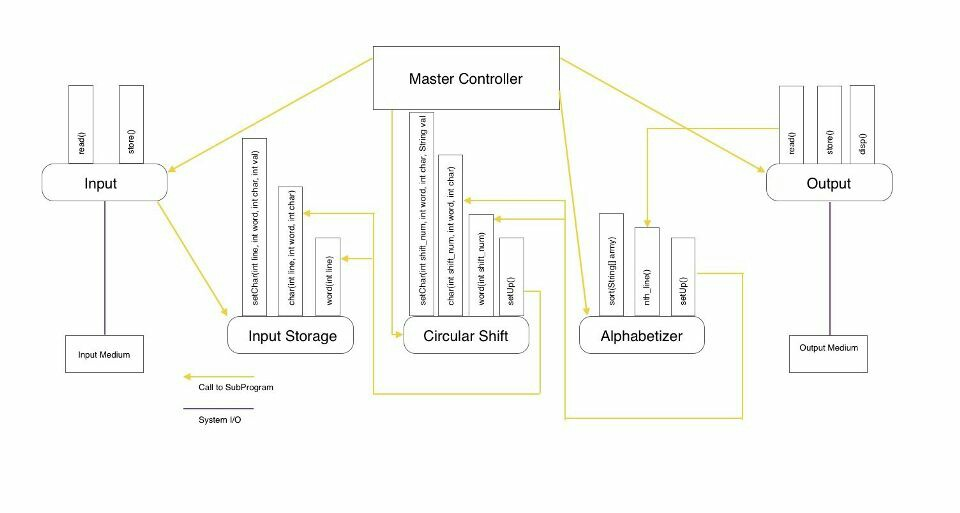 Master Controller
read()
store()
Input
setChar(int line, int word, int char, int val)
char(int line, int word, int char)
word(int line)
Input Storage
setChar(int shift_num, int word, int char, String val
char(int shift_num, int word, int char)
word(int shift_num)
setUp()
Circular Shift
sort(String[] array)
nth_line()
setUp()
Alphabetizer
read()
store()
disp()
Output
Input Medium
Output Medium
Call to SubProgram
System I/O